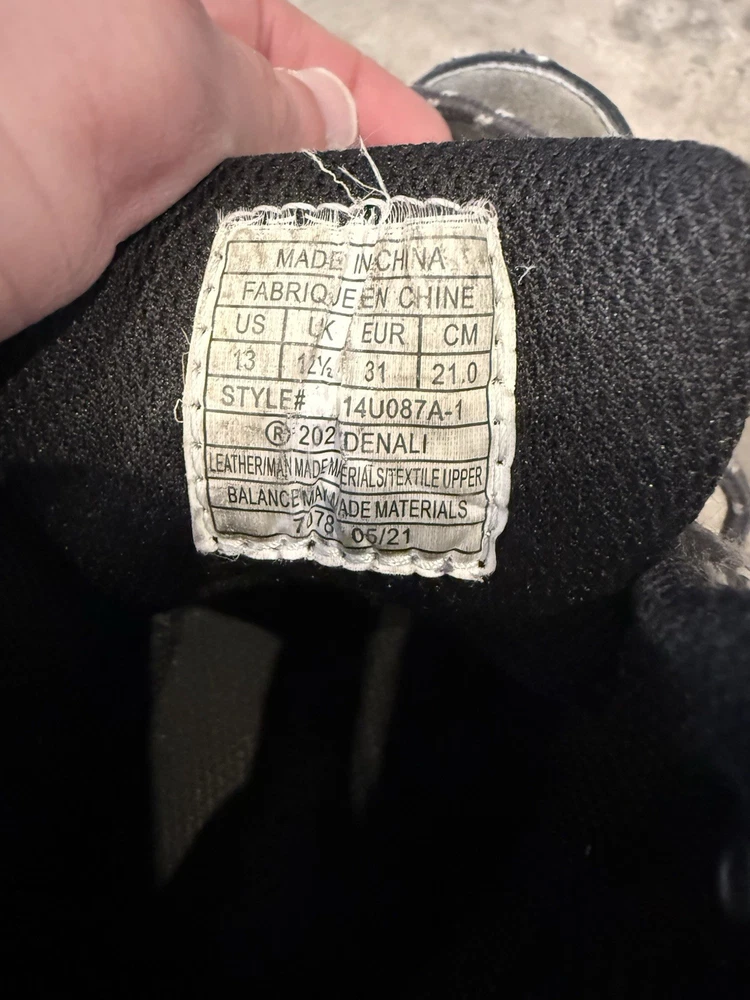 MADE IN CHINA
FABRIQUE EN CHINE
US UK EUR CM
13 12½ 31 21.0
STYLE# 14U087A-1
® 202 DENALI
LEATHER/MAN MADE MATERIALS/TEXTILE UPPER
BALANCE MAN MADE MATERIALS
05/21